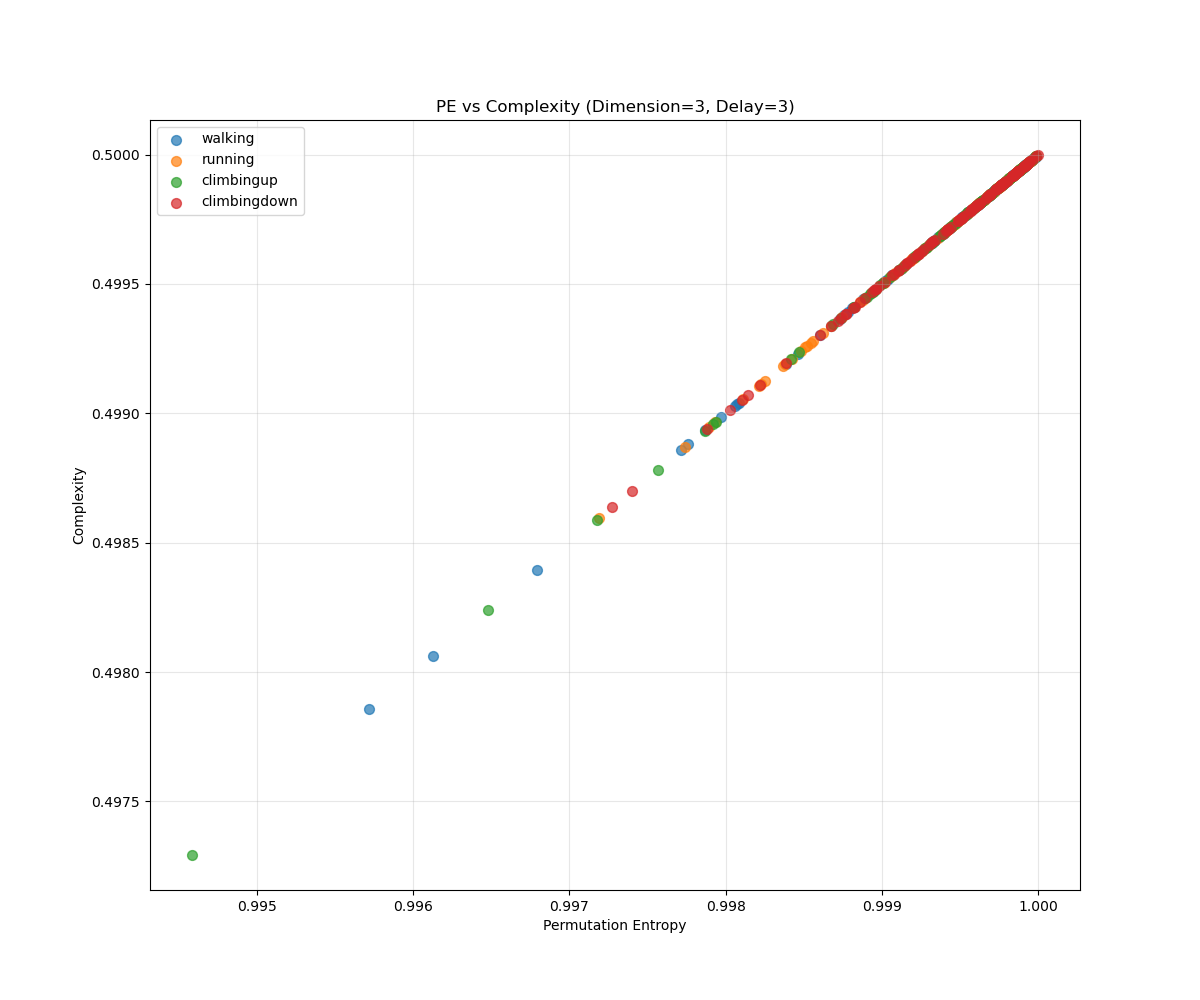 PE vs Complexity (Dimension=3, Delay=3)
walking
running
climbingup
climbingdown
Complexity
0.5000
0.4995
0.4990
0.4985
0.4980
0.4975
0.995
0.996
0.997
0.998
0.999
1.000
Permutation Entropy